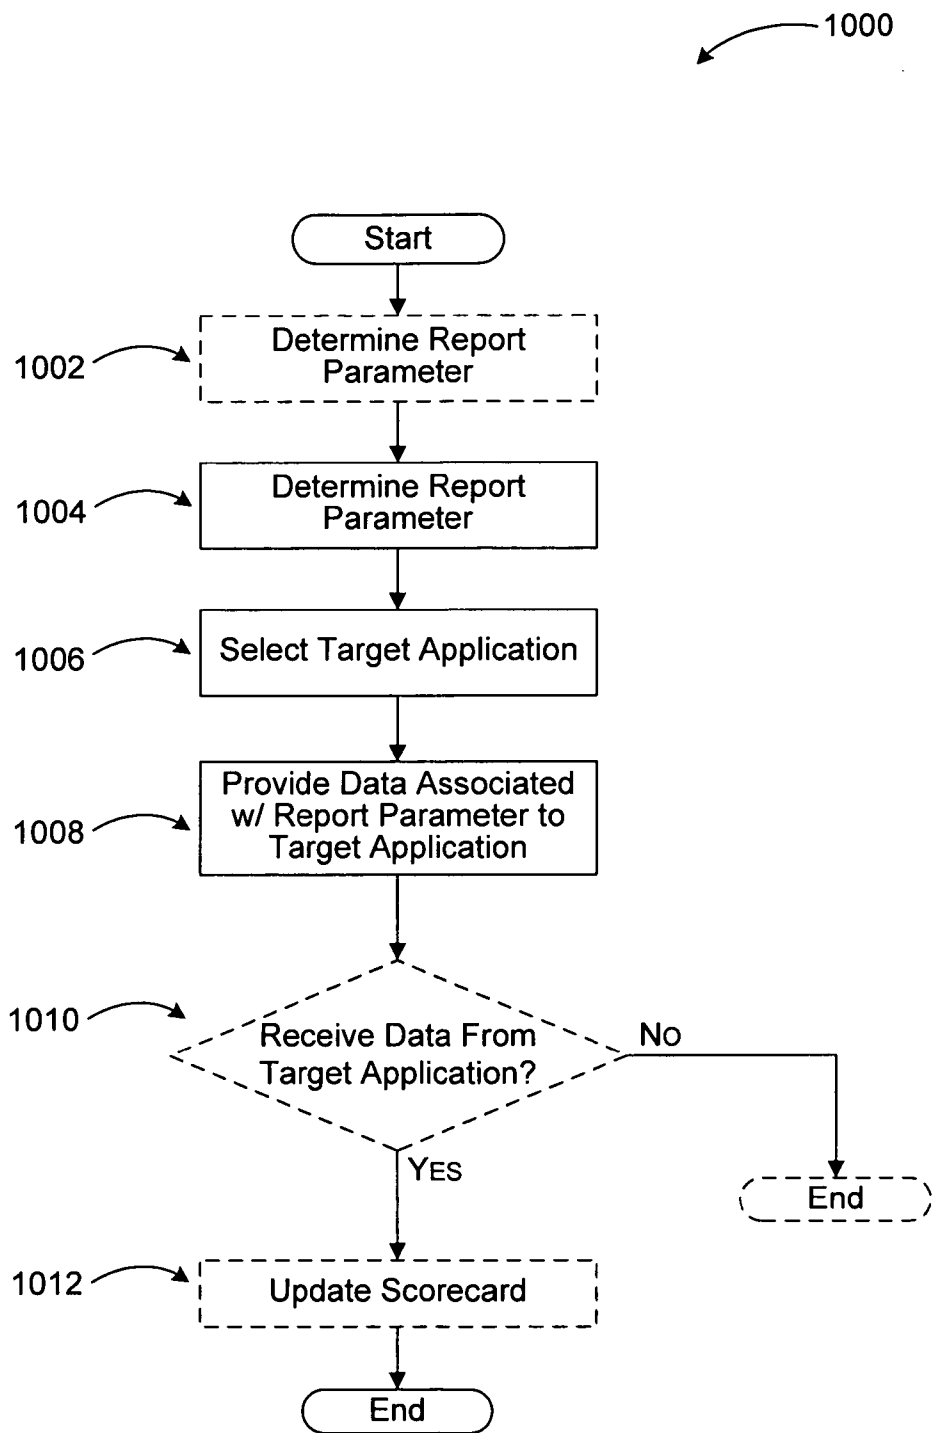 1000
Start
1002
Determine Report
Parameter
1004
Determine Report
Parameter
1006
Select Target Application
1008
Provide Data Associated
w/ Report Parameter to
Target Application
1010
Receive Data From
Target Application?
NO
YES
End
1012
Update Scorecard
End